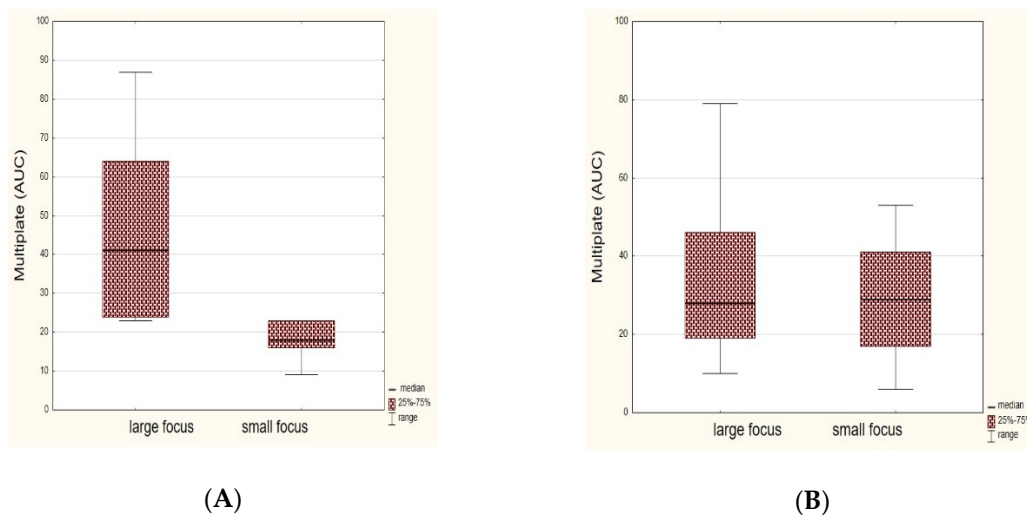 100
90
80
70
60
50
40
30
20
10
0
Multiplate (AUC)
large focus small focus
median
25%-75%
range
(A)
100
80
60
40
20
0
Multiplate (AUC)
large focus small focus
median
25%-75%
range
(B)